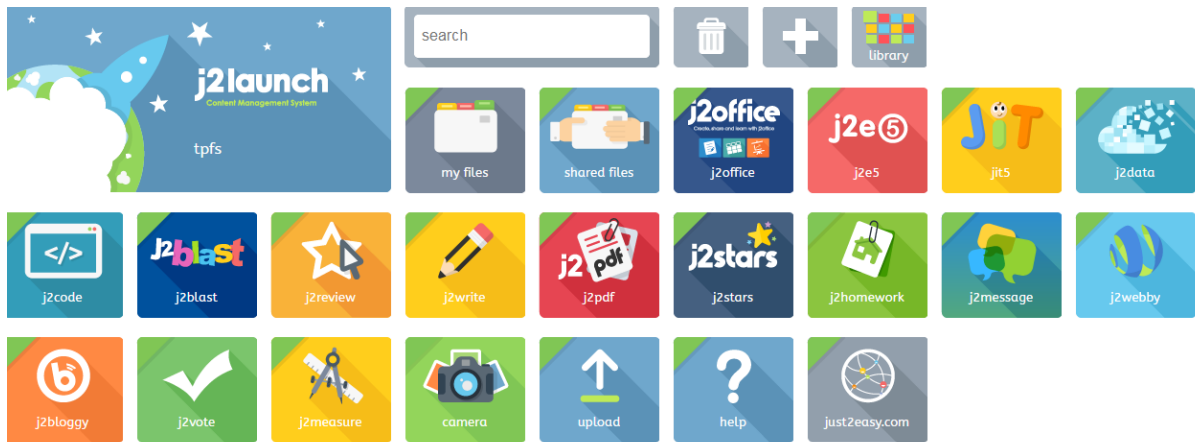 search
library
j2launch
Content Management System
tpfs
my files
shared files
j2office
Create, share and learn with j2office
j2office
j2e5
j2e5
JiT
jit5
j2data
</>
j2code
J2blast
j2blast
j2review
j2write
j2 pdf
j2pdf
j2stars
j2stars
j2homework
j2message
j2webby
b
j2bloggy
j2vote
j2measure
camera
upload
?
help
just2easy.com